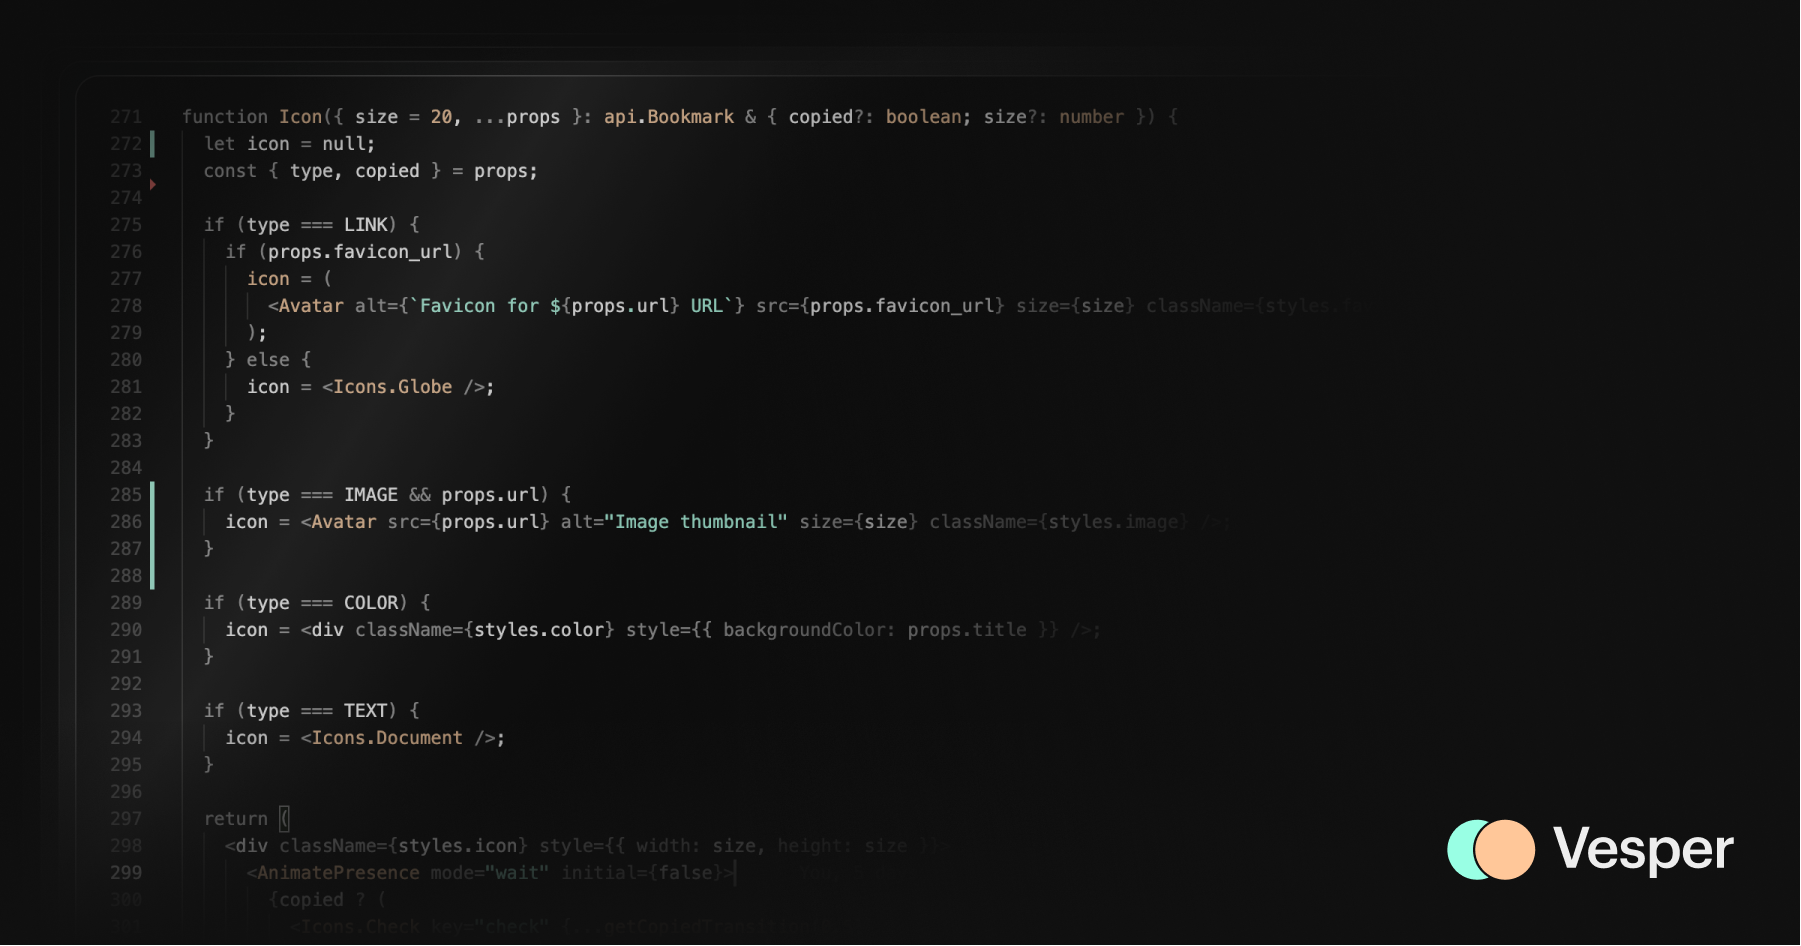 271 function Icon({ size = 20, ...props }: api.Bookmark & { copied?: boolean; size?: number }) {
272 let icon = null;
273 const { type, copied } = props;
274
275 if (type === LINK) {
276 if (props.favicon_url) {
277 icon = (
278 <Avatar alt={`Favicon for ${props.url} URL`} src={props.favicon_url} size={size} className={styles.fa
279 );
280 } else {
281 icon = <Icons.Globe />;
282 }
283 }
284
285 if (type === IMAGE && props.url) {
286 icon = <Avatar src={props.url} alt="Image thumbnail" size={size} className={styles.image} />;
287 }
288
289 if (type === COLOR) {
290 icon = <div className={styles.color} style={{ backgroundColor: props.title }} />;
291 }
292
293 if (type === TEXT) {
294 icon = <Icons.Document />;
295 }
296
297 return (
298 <div className={styles.icon} style={{ width: size, height: size }}>
299 <AnimatePresence mode="wait" initial={false}>
300 {copied ? (
301 <Icons.Check key="check" {...getCopiedTransition
Vesper